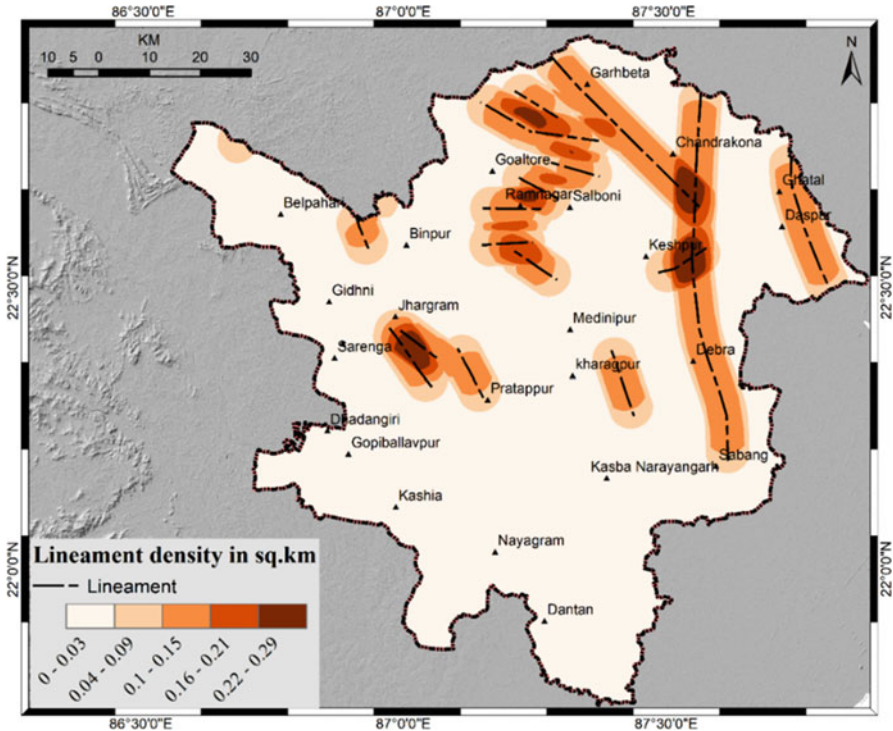 86°30'0"E 87°0'0"E 87°30'0"E
KM
10 5 0 10 20 30
N
Garhbeta
Chandrakona
Goaltore
Ghatal
Belpahari
Ramnagar
Salboni
Daspur
Binpur
Keshpur
22°30'0"N
22°30'0"N
Gidhni
Jhargram
Medinipur
Sarenga
Debra
kharagpur
Pratappur
Dhadangiri
Gopiballavpur
Sabang
Kasba Narayangarh
Kashia
Nayagram
22°0'0"N
22°0'0"N
Dantan
Lineament density in sq.km
Lineament
0 - 0.03
0.04 - 0.09
0.1 - 0.15
0.16 - 0.21
0.22 - 0.29
86°30'0"E 87°0'0"E 87°30'0"E